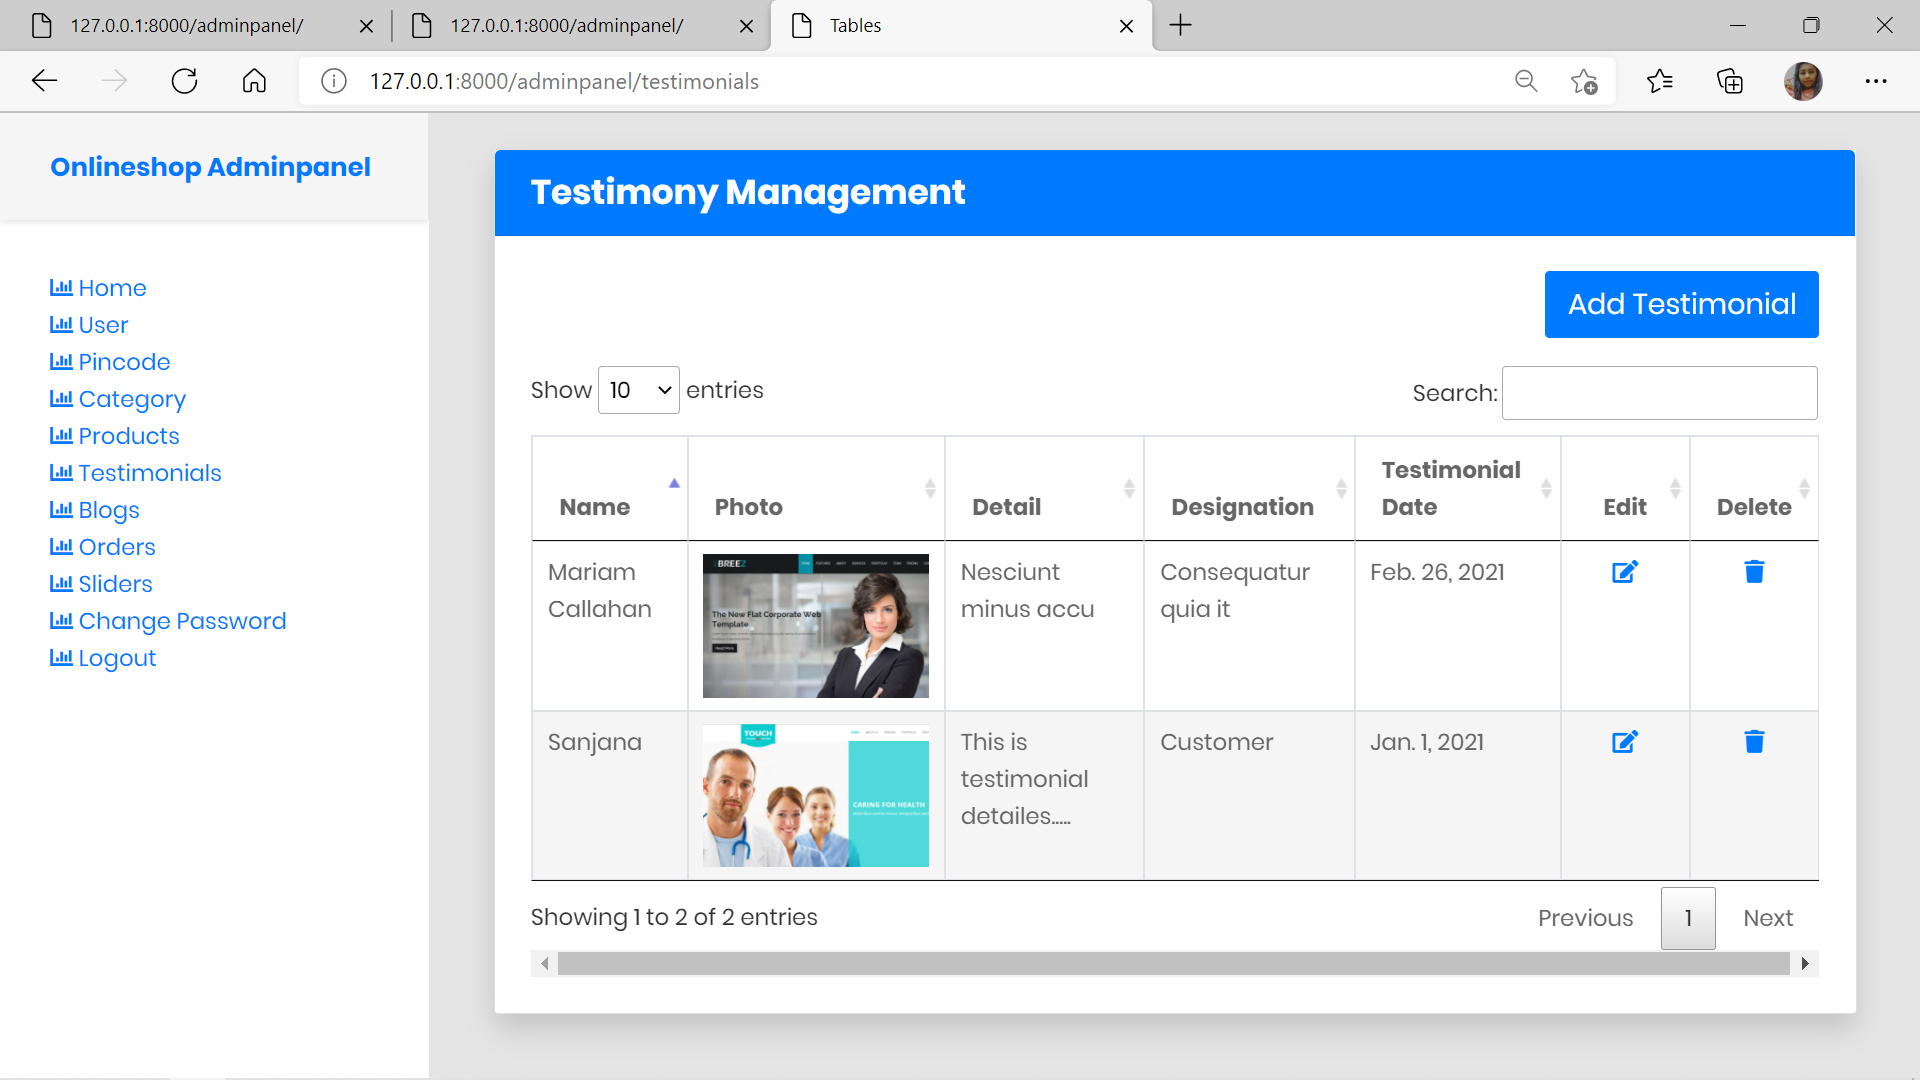 127.0.0.1:8000/adminpanel/
127.0.0.1:8000/adminpanel/
Tables
127.0.0.1:8000/adminpanel/testimonials
Onlineshop Adminpanel
Home
User
Pincode
Category
Products
Testimonials
Blogs
Orders
Sliders
Change Password
Logout
Testimony Management
Add Testimonial
Show 10 entries
Search:
Name Photo Detail Designation Testimonial Date Edit Delete
Mariam
Callahan
BREEZ
The New Flat Corporate Web
Template
Nesciunt
minus accu
Consequatur
quia it
Feb. 26, 2021
Sanjana
TOUCH
CARING FOR HEALTH
This is
testimonial
detailes.....
Customer
Jan. 1, 2021
Showing 1 to 2 of 2 entries
Previous 1 Next